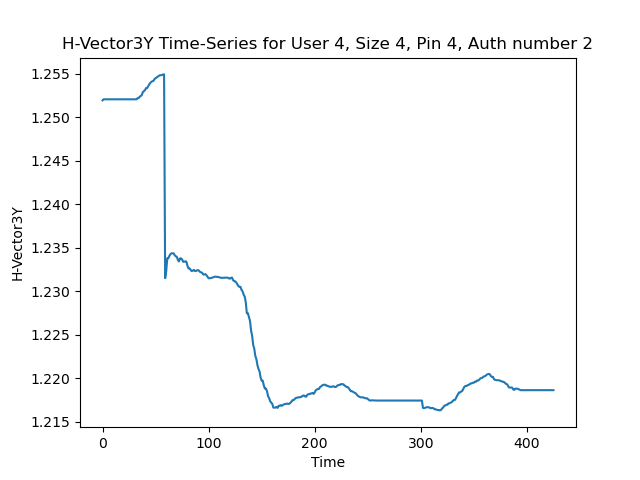 H-Vector3Y Time-Series for User 4, Size 4, Pin 4, Auth number 2
1.255
1.250
1.245
1.240
1.235
1.230
1.225
1.220
1.215
H-Vector3Y
0 100 200 300 400
Time